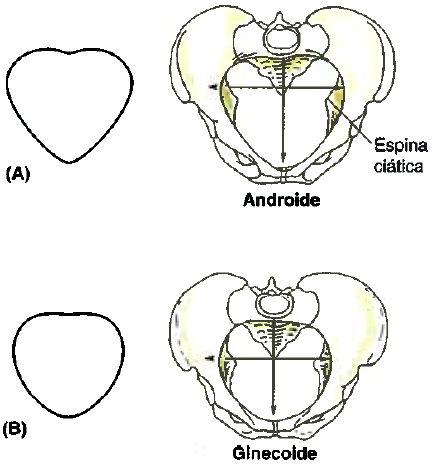 Espina
ciática
(A)
Androide
(B)
Ginecoide